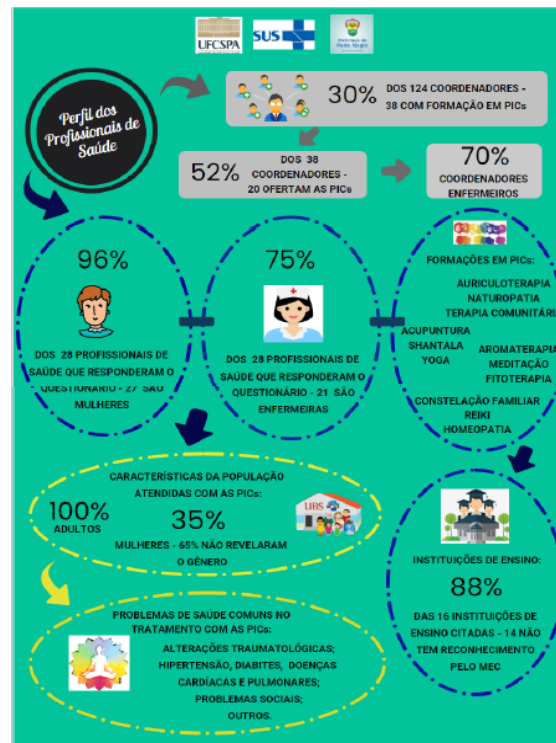 UFCSPA
SUS
Prefeitura de
Porto Alegre
Perfil dos
Profissionais de
Saúde
30%
DOS 124 COORDENADORES -
38 COM FORMAÇÃO EM PICs
52%
DOS 38
COORDENADORES -
20 OFERTAM AS PICs
70%
COORDENADORES
ENFERMEIROS
96%
DOS 28 PROFISSIONAIS DE
SAÚDE QUE RESPONDERAM O
QUESTIONÁRIO - 27 SÃO
MULHERES
75%
DOS 28 PROFISSIONAIS DE
SAÚDE QUE RESPONDERAM O
QUESTIONÁRIO - 21 SÃO
ENFERMEIRAS
FORMAÇÕES EM PICs:
AURICULOTERAPIA
NATUROPATIA
TERAPIA COMUNITÁRI
ACUPUNTURA
SHANTALA
YOGA
AROMATERAPIA
MEDITAÇÃO
FITOTERAPIA
CONSTELAÇÃO FAMILIAR
REIKI
HOMEOPATIA
CARACTERÍSTICAS DA POPULAÇÃO
ATENDIDAS COM AS PICs:
100%
ADULTOS
35%
MULHERES - 65% NÃO REVELARAM
O GÊNERO
UBS
INSTITUIÇÕES DE ENSINO:
88%
DAS 16 INSTITUIÇÕES DE
ENSINO CITADAS - 14 NÃO
TEM RECONHECIMENTO
PELO MEC
PROBLEMAS DE SAÚDE COMUNS NO
TRATAMENTO COM AS PICs:
ALTERAÇÕES TRAUMATOLÓGICAS;
HIPERTENSÃO, DIABITES, DOENÇAS
CARDÍACAS E PULMONARES;
PROBLEMAS SOCIAIS;
OUTROS.